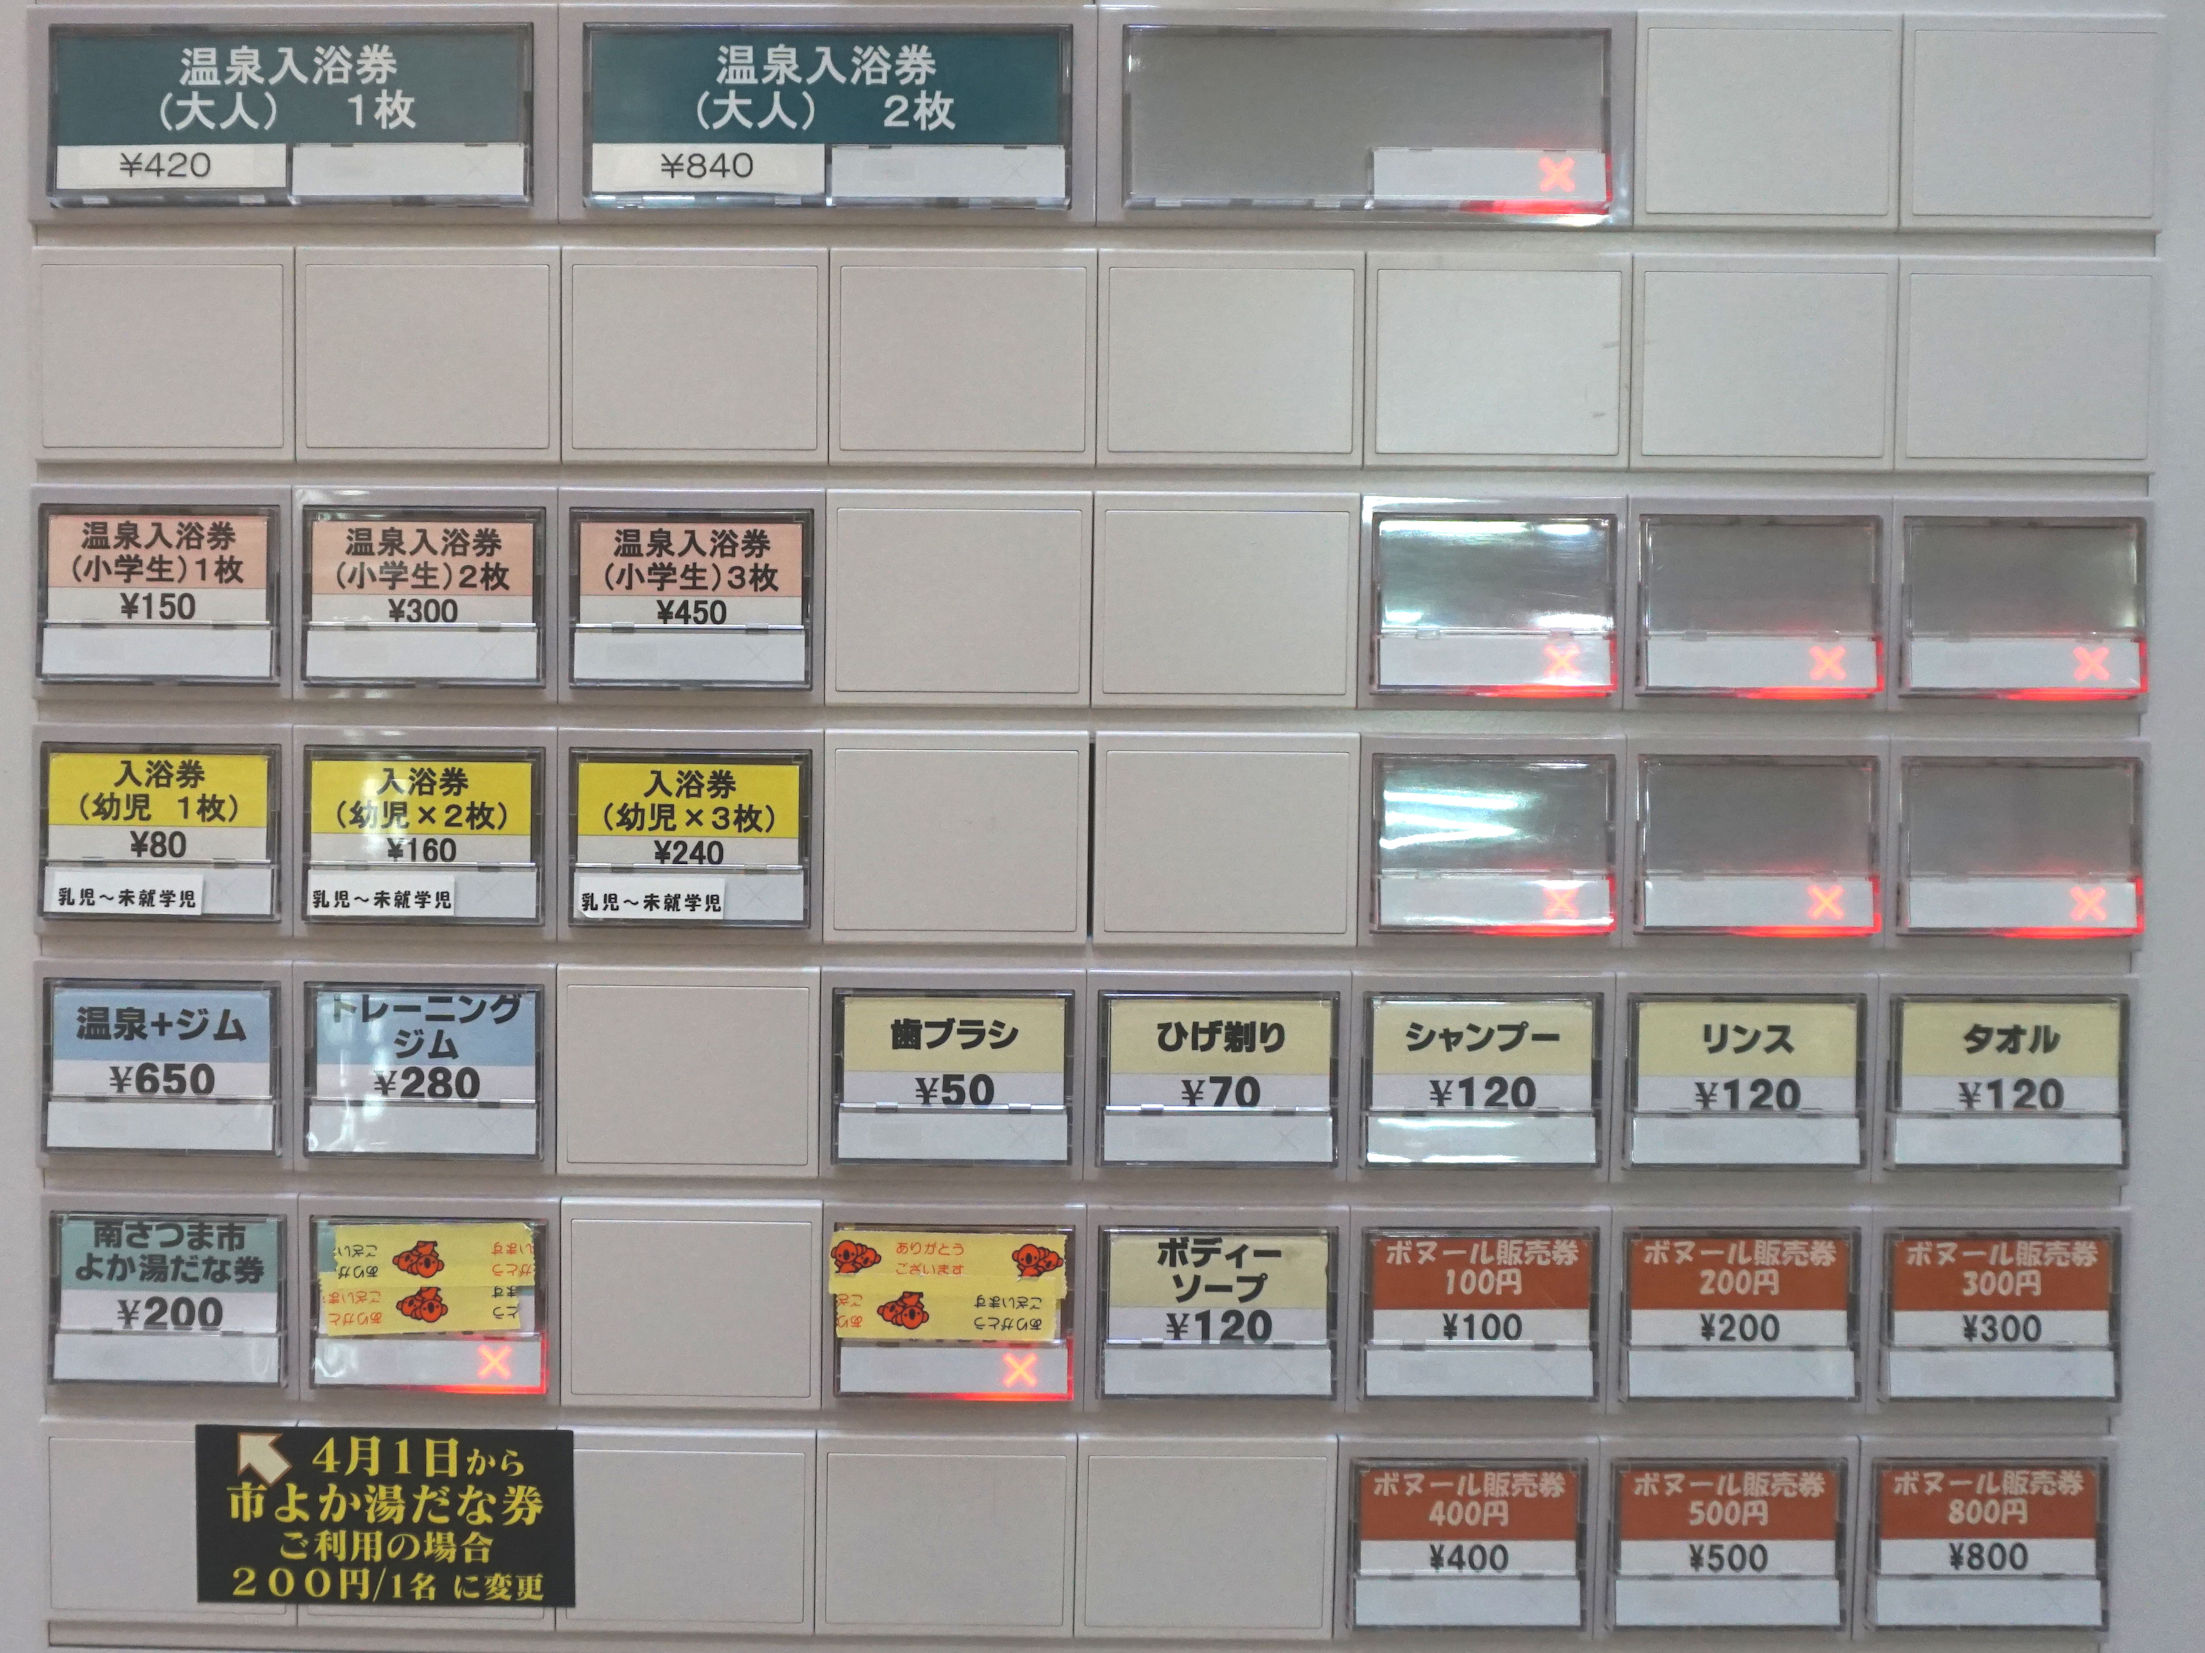 温泉入浴券
(大人) 1枚
¥420
温泉入浴券
(大人) 2枚
¥840
温泉入浴券
(小学生)1枚
¥150
温泉入浴券
(小学生)2枚
¥300
温泉入浴券
(小学生)3枚
¥450
入浴券
(幼児 1枚)
¥80
乳児～未就学児
入浴券
(幼児×2枚)
¥160
乳児～未就学児
入浴券
(幼児×3枚)
¥240
乳児～未就学児
温泉+ジム
¥650
トレーニング
ジム
¥280
歯ブラシ
¥50
ひげ剃り
¥70
シャンプー
¥120
リンス
¥120
タオル
¥120
南さつま市
よか湯だな券
¥200
ありがとう
ございます
ありがとう
ございます
ボディー
ソープ
¥120
ボヌール販売券
100円
¥100
ボヌール販売券
200円
¥200
ボヌール販売券
300円
¥300
4月1日から
市よか湯だな券
ご利用の場合
200円/1名 に変更
ボヌール販売券
400円
¥400
ボヌール販売券
500円
¥500
ボヌール販売券
800円
¥800